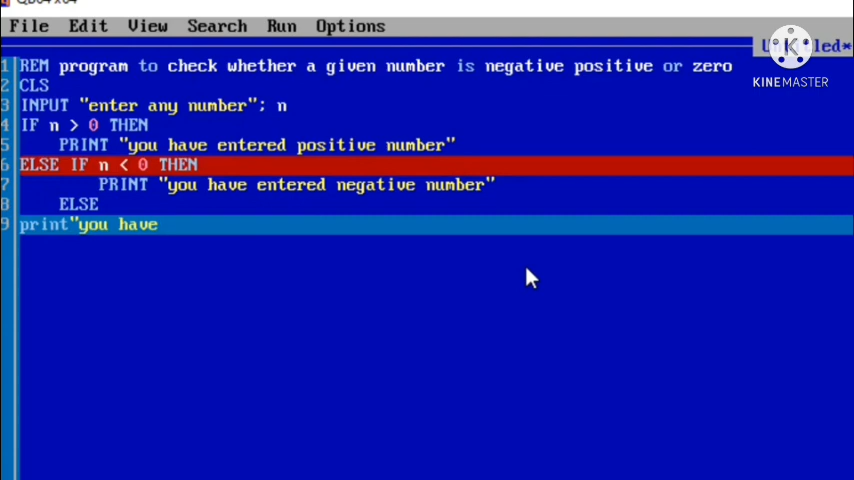 File Edit View Search Run Options
1 REM program to check whether a given number is negative positive or zero
2 CLS
3 INPUT "enter any number"; n
4 IF n > 0 THEN
5 PRINT "you have entered positive number"
6 ELSE IF n < 0 THEN
7 PRINT "you have entered negative number"
8 ELSE
9 print"you have
K
KINEMASTER